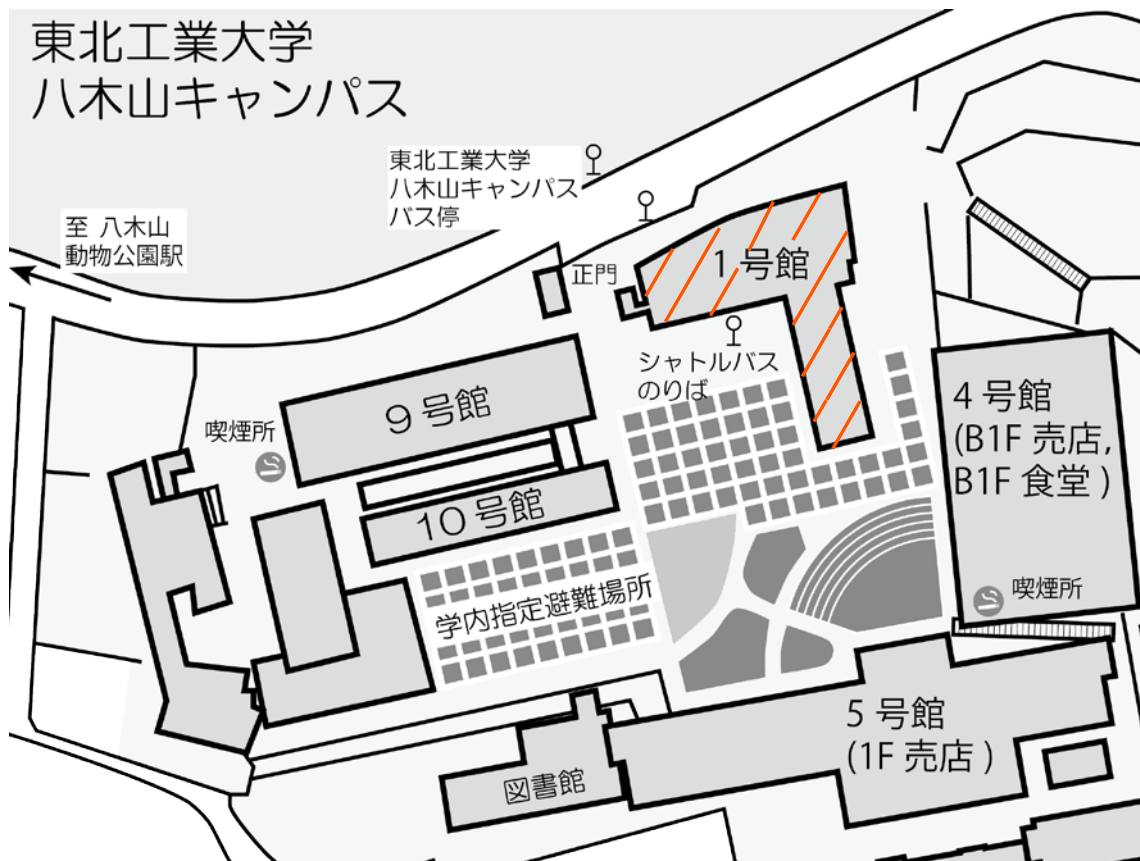 東北工業大学
八木山キャンパス
東北工業大学
八木山キャンパス
バス停
至 八木山
動物公園駅
正門
1 号館
シャトルバス
のりば
9 号館
喫煙所
10 号館
4 号館
(B1F 売店,
B1F 食堂 )
学内指定避難場所
喫煙所
5 号館
(1F 売店 )
図書館